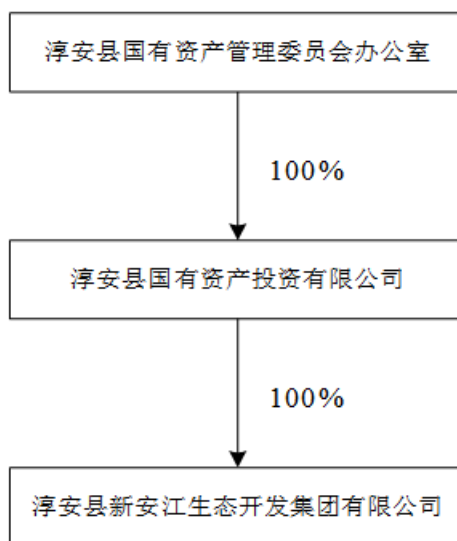 淳安县国有资产管理委员会办公室
100%
淳安县国有资产投资有限公司
100%
淳安县新安江生态开发集团有限公司